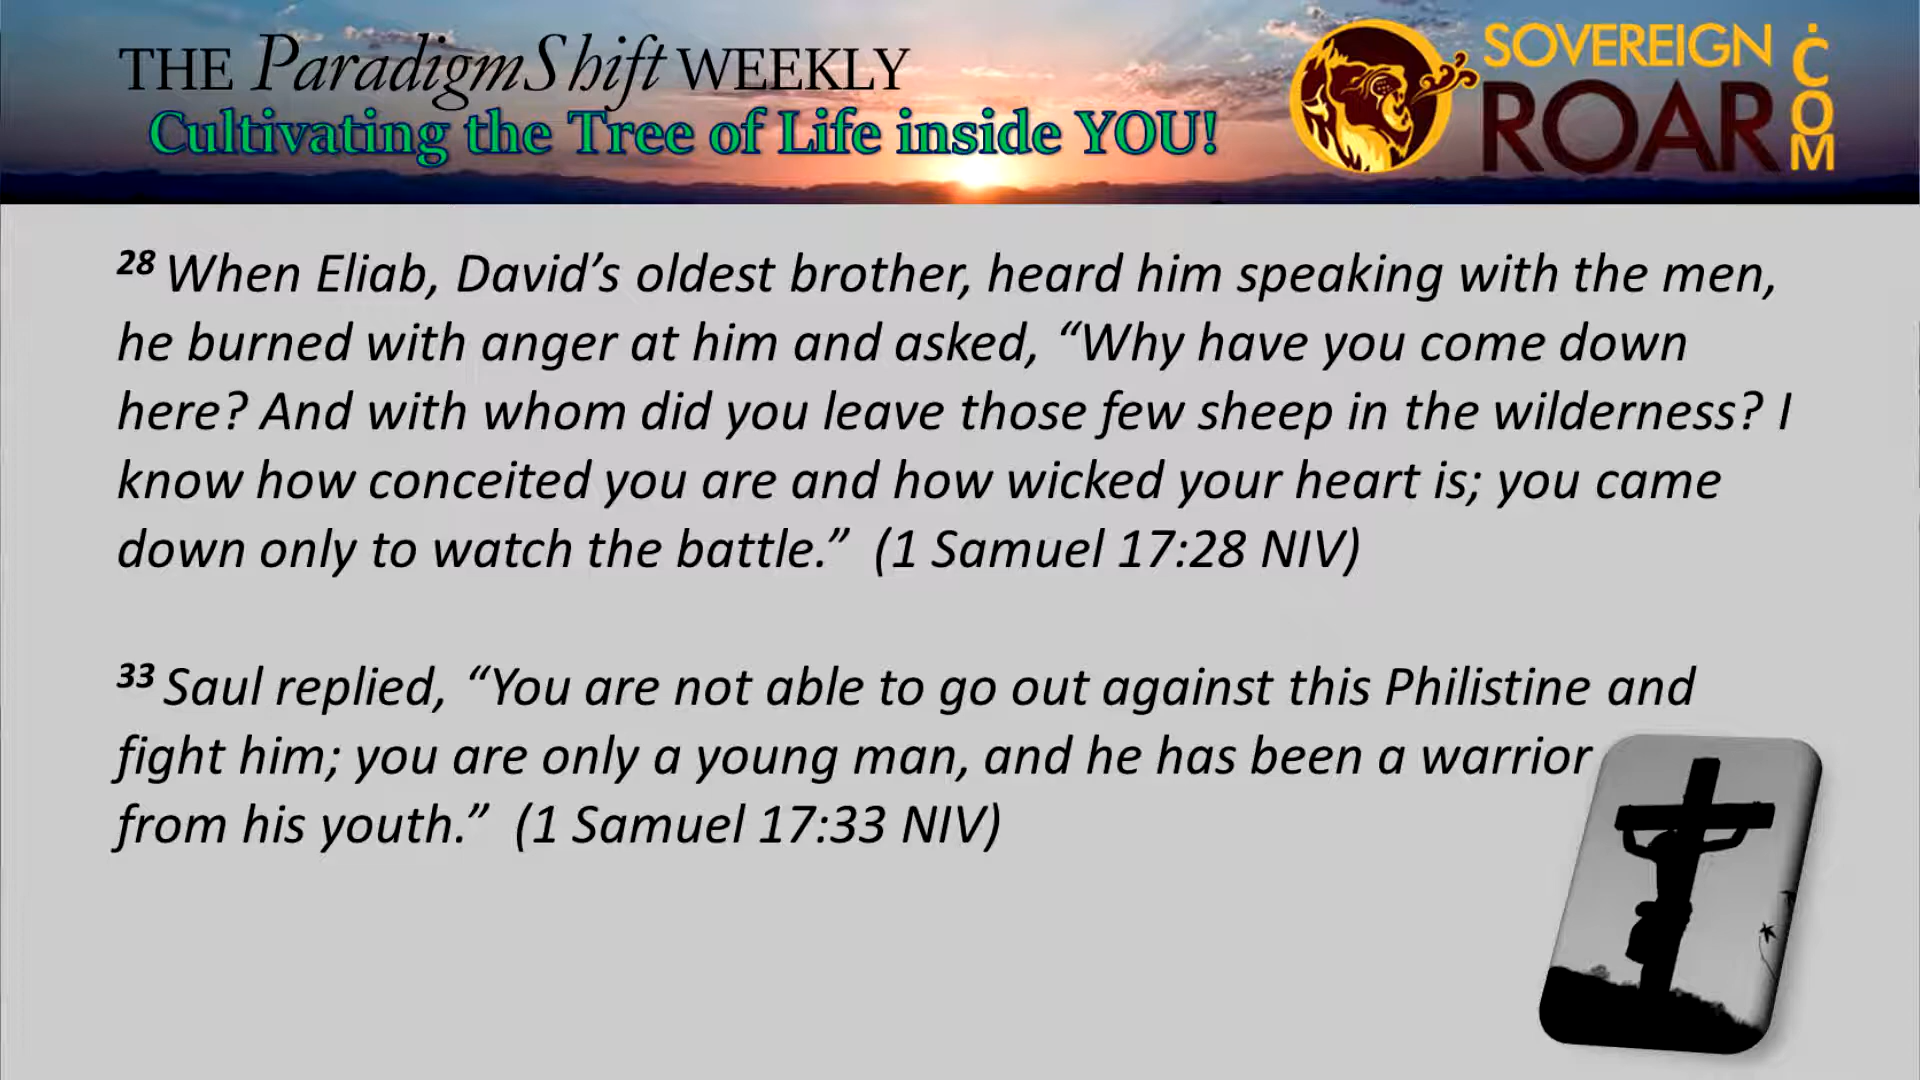 THE ParadigmShift WEEKLY
Cultivating the Tree of Life inside YOU!
SOVEREIGN
ROAR
.COM
28 When Eliab, David’s oldest brother, heard him speaking with the men,
he burned with anger at him and asked, “Why have you come down
here? And with whom did you leave those few sheep in the wilderness? I
know how conceited you are and how wicked your heart is; you came
down only to watch the battle.” (1 Samuel 17:28 NIV)
33 Saul replied, “You are not able to go out against this Philistine and
fight him; you are only a young man, and he has been a warrior
from his youth.” (1 Samuel 17:33 NIV)